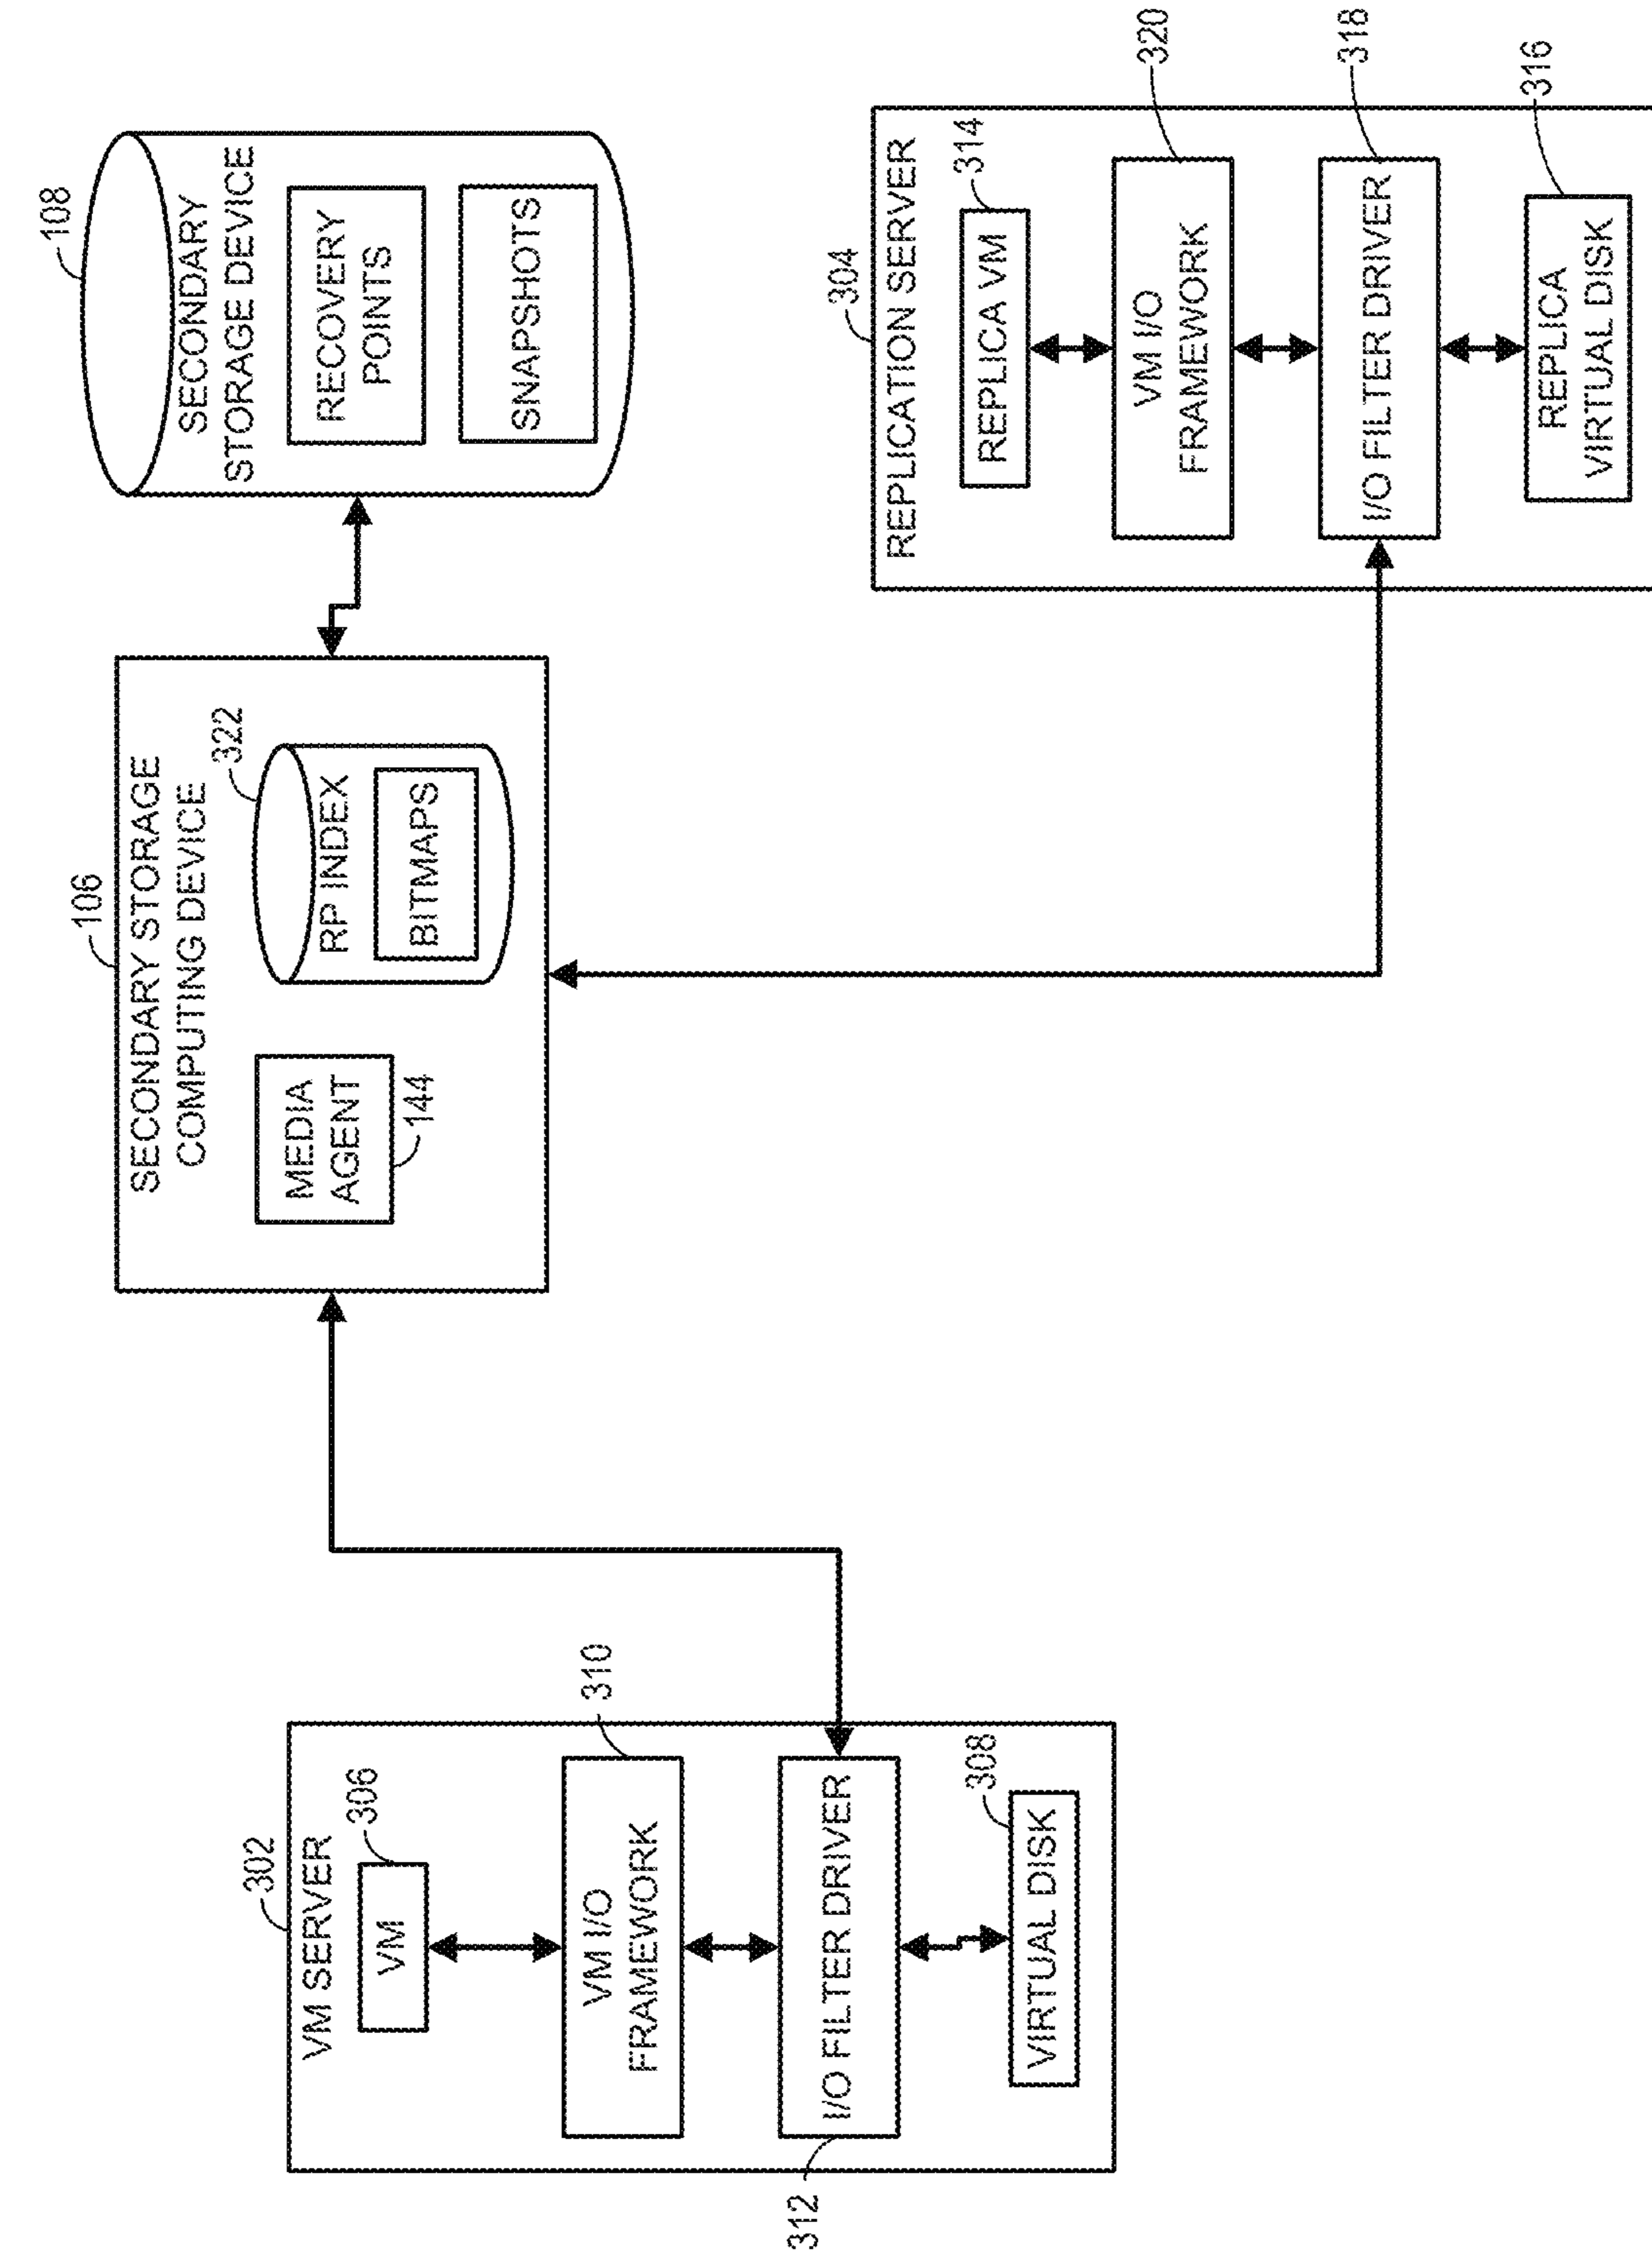 302
VM SERVER
306
VM
310
VM I/O
FRAMEWORK
312
I/O FILTER DRIVER
308
VIRTUAL DISK
106
SECONDARY STORAGE
COMPUTING DEVICE
MEDIA
AGENT
144
322
RP INDEX
BITMAPS
108
SECONDARY
STORAGE DEVICE
RECOVERY
POINTS
SNAPSHOTS
304
REPLICATION SERVER
314
REPLICA VM
320
VM I/O
FRAMEWORK
318
I/O FILTER DRIVER
316
REPLICA
VIRTUAL DISK